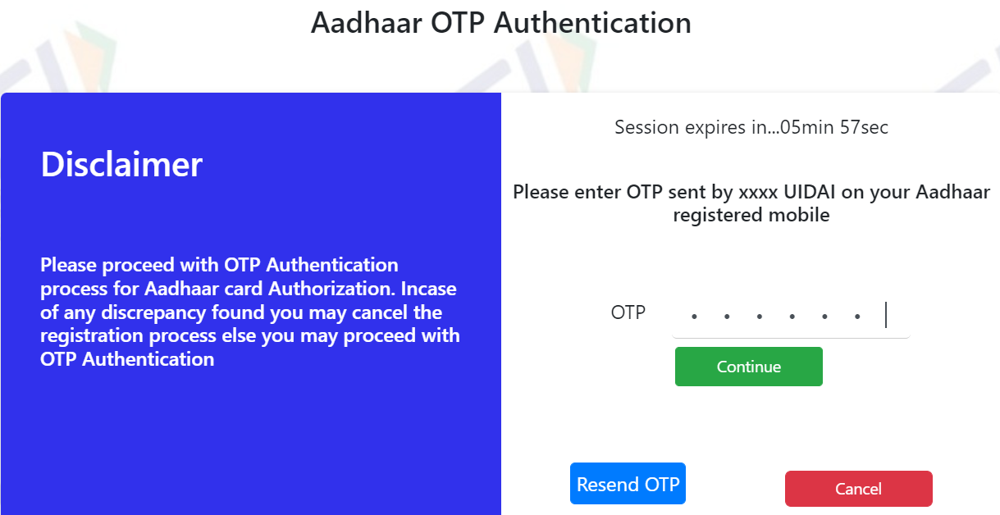 Aadhaar OTP Authentication
Disclaimer
Please proceed with OTP Authentication
process for Aadhaar card Authorization. Incase
of any discrepancy found you may cancel the
registration process else you may proceed with
OTP Authentication
Session expires in...05min 57sec
Please enter OTP sent by xxxx UIDAI on your Aadhaar
registered mobile
OTP
Continue
Resend OTP
Cancel